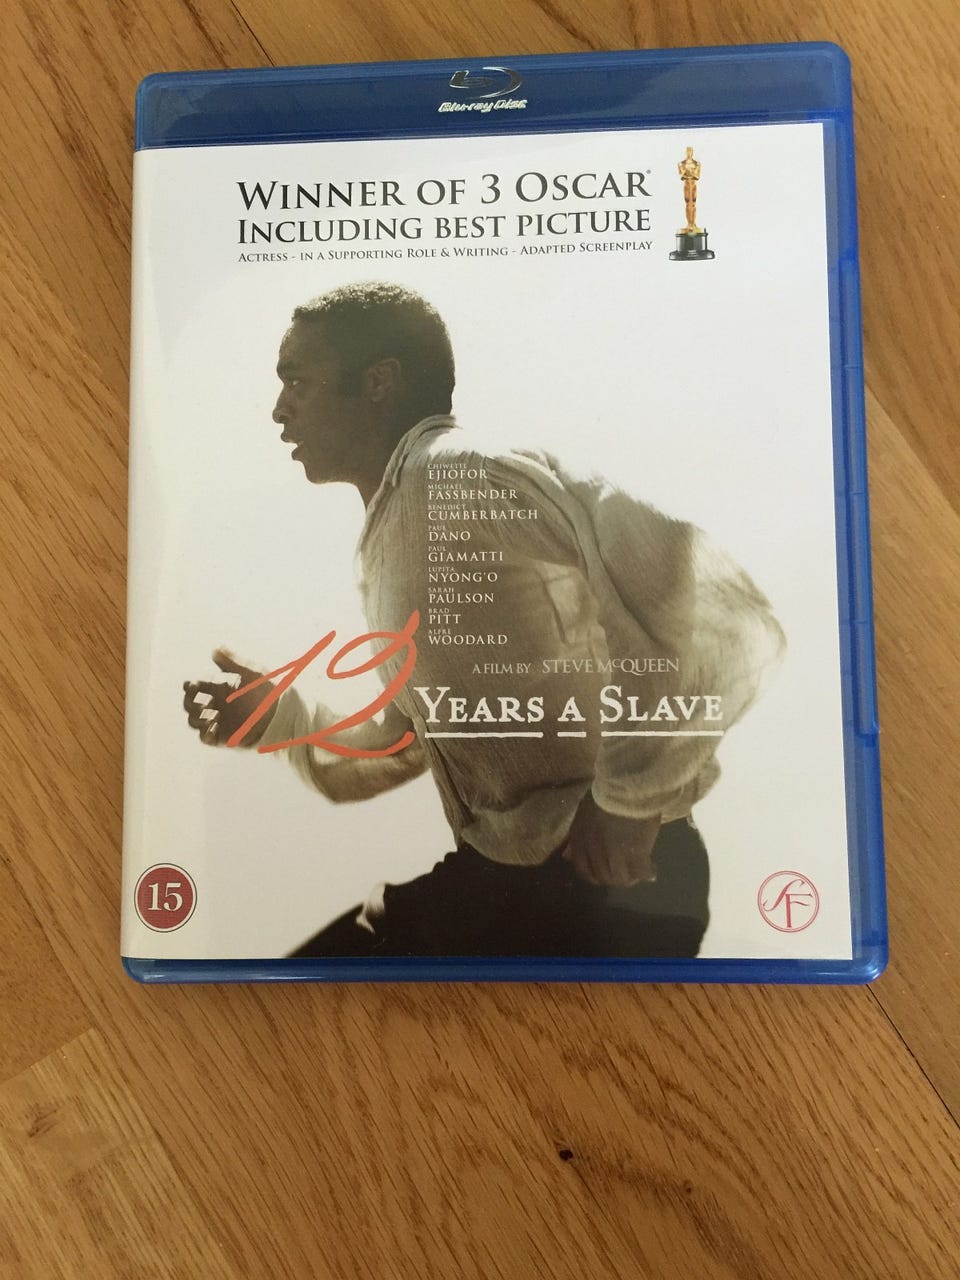 Blu-ray Disc
WINNER OF 3 OSCAR®
INCLUDING BEST PICTURE
ACTRESS - IN A SUPPORTING ROLE & WRITING - ADAPTED SCREENPLAY
CHIWETEL
EJIOFOR
MICHAEL
FASSBENDER
BENEDICT
CUMBERBATCH
PAUL
DANO
PAUL
GIAMATTI
LUPITA
NYONG'O
SARAH
PAULSON
BRAD
PITT
ALFRE
WOODARD
A FILM BY STEVE McQUEEN
12 YEARS A SLAVE
15
SF